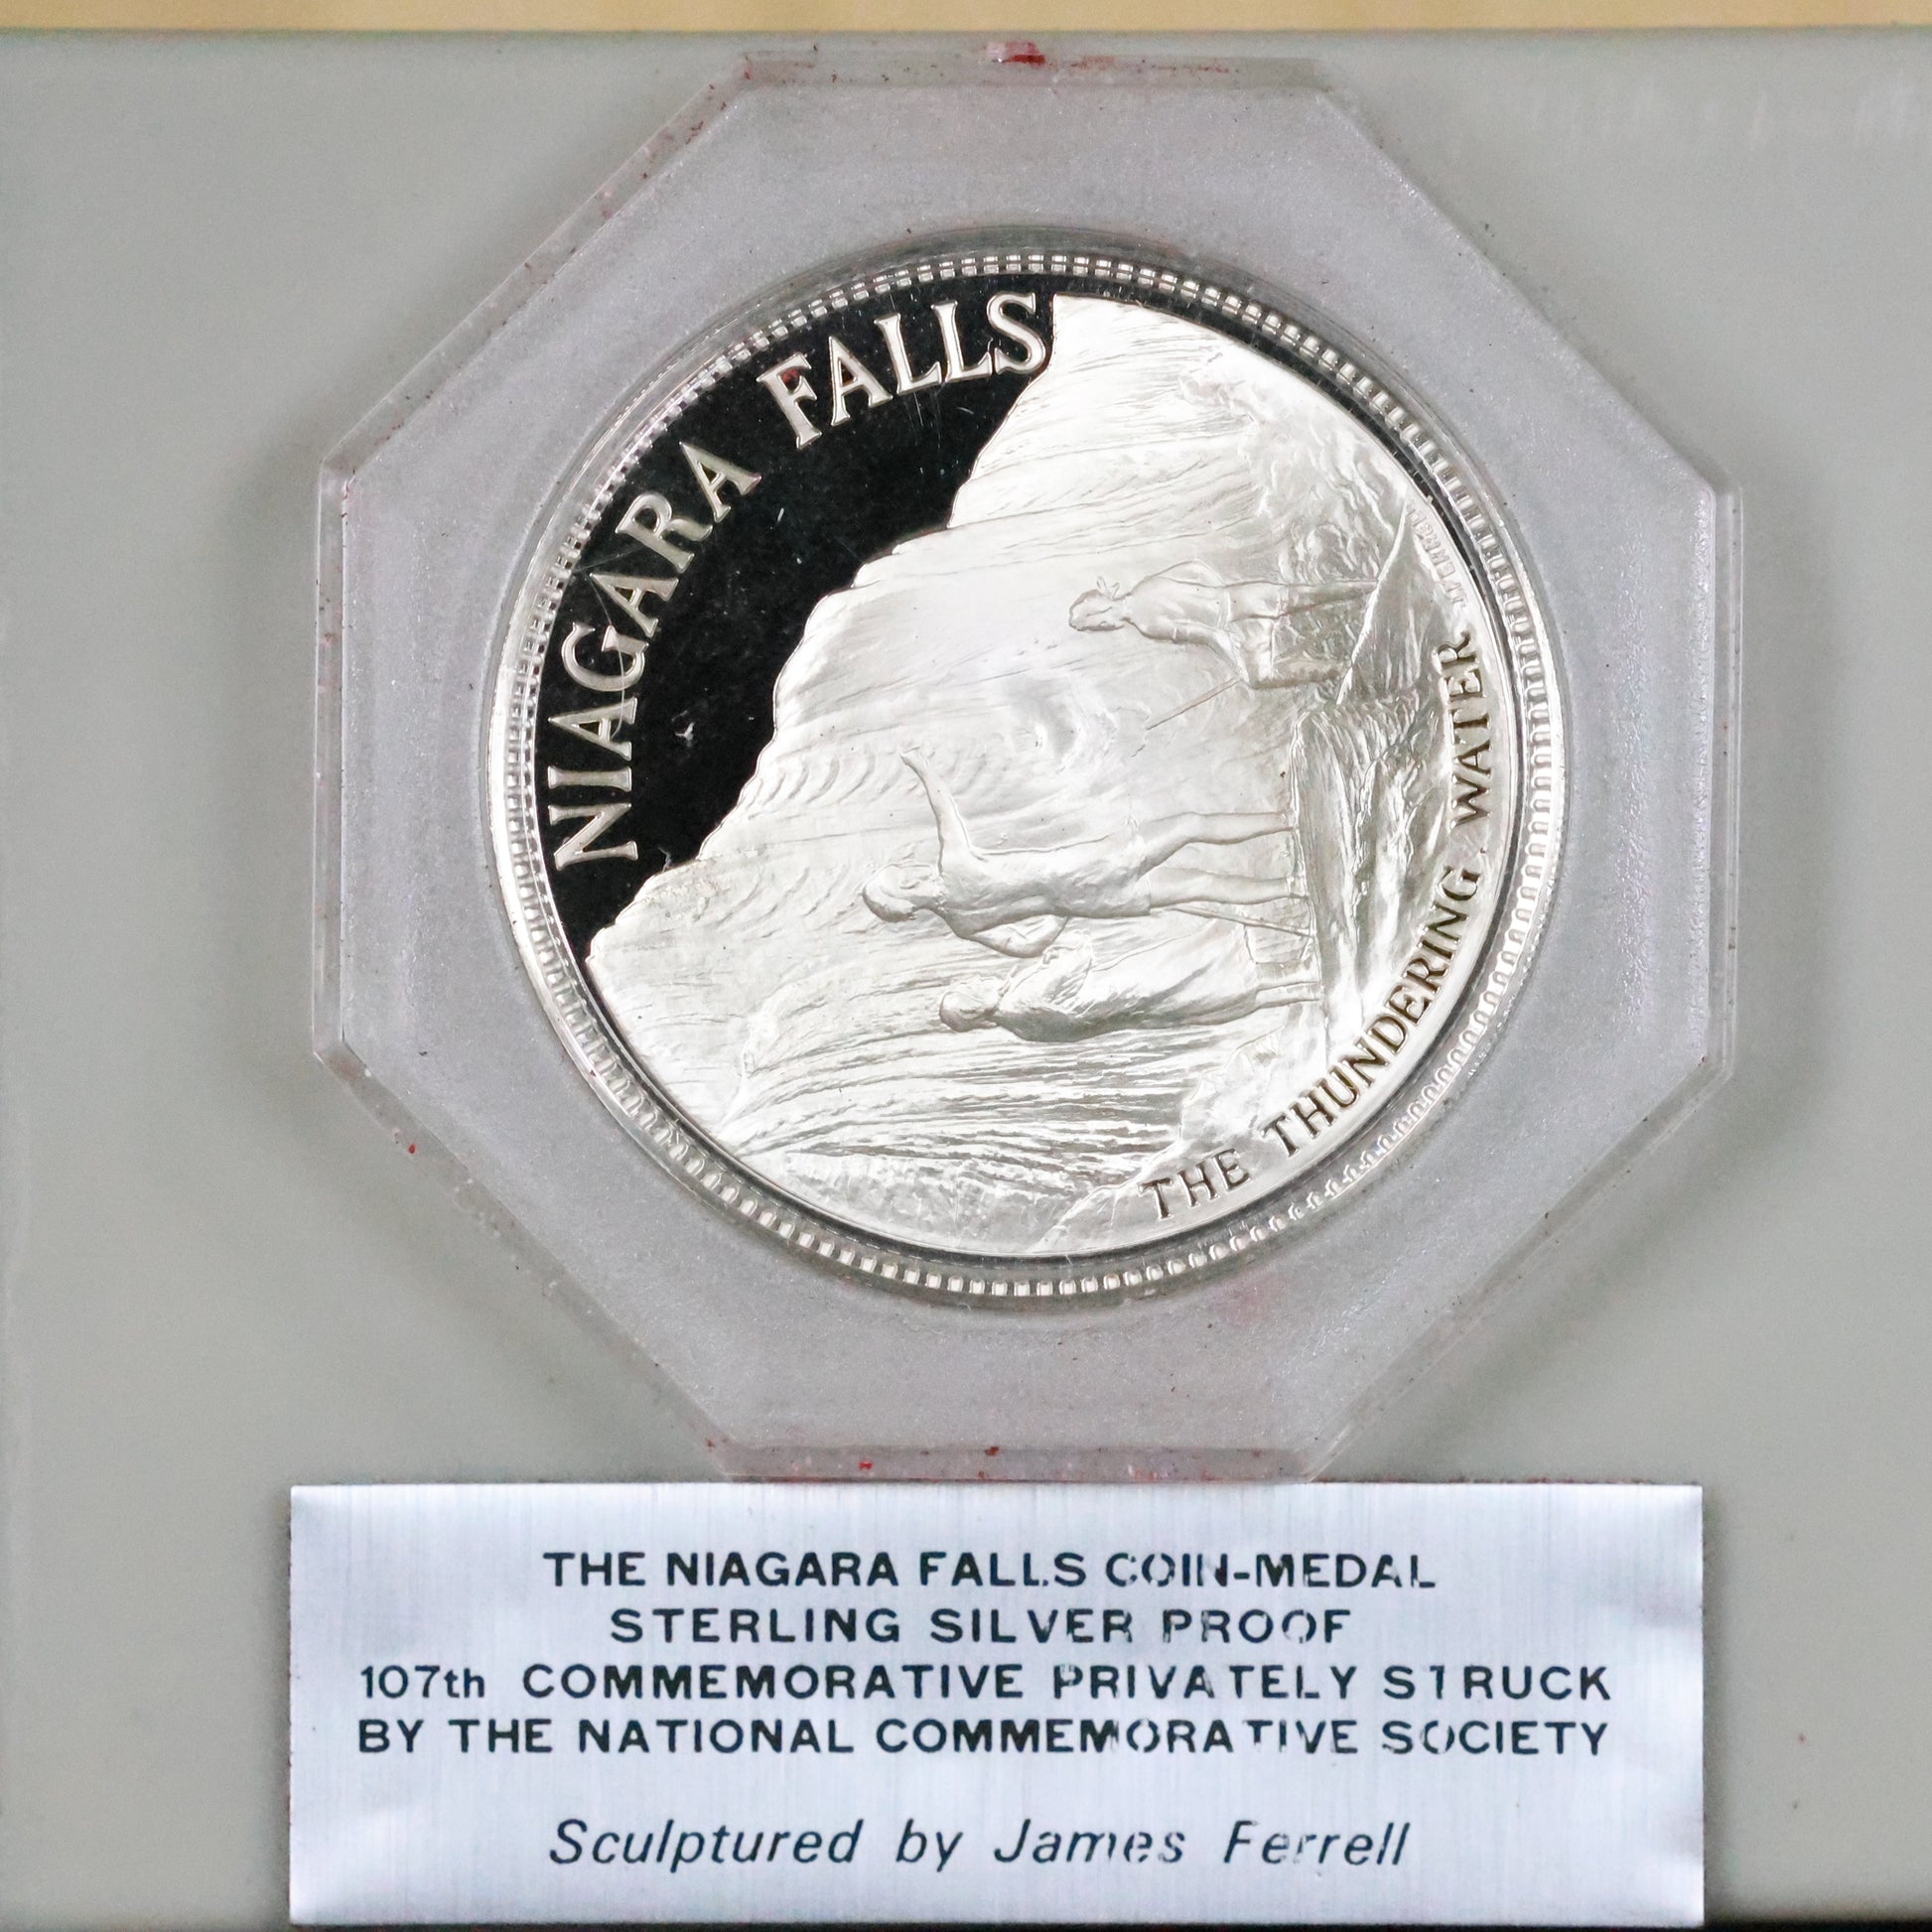 NIAGARA FALLS
THE THUNDERING WATER
THE NIAGARA FALLS COIN-MEDAL
STERLING SILVER PROOF
107th COMMEMORATIVE PRIVATELY STRUCK
BY THE NATIONAL COMMEMORATIVE SOCIETY
Sculptured by James Ferrell